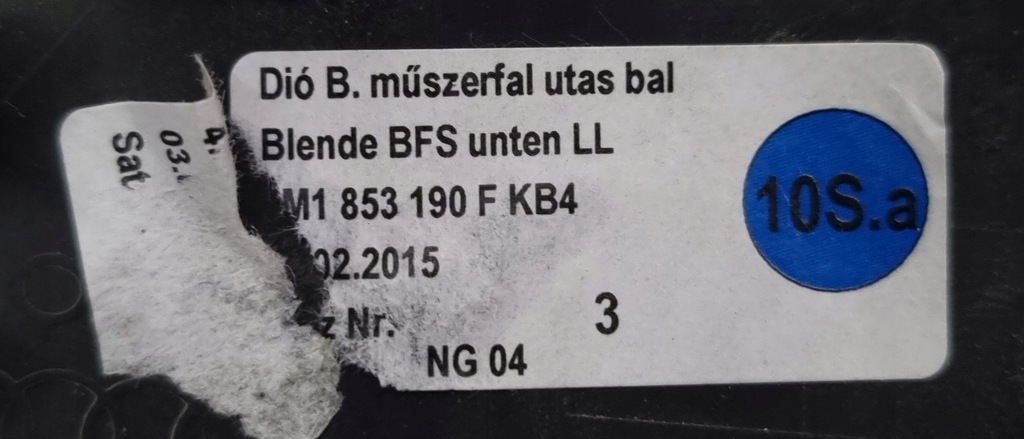 Dió B. műszerfal utas bal
Blende BFS unten LL
M1 853 190 F KB4
02.2015
z Nr. 3
NG 04
10S.a
03.
Sat